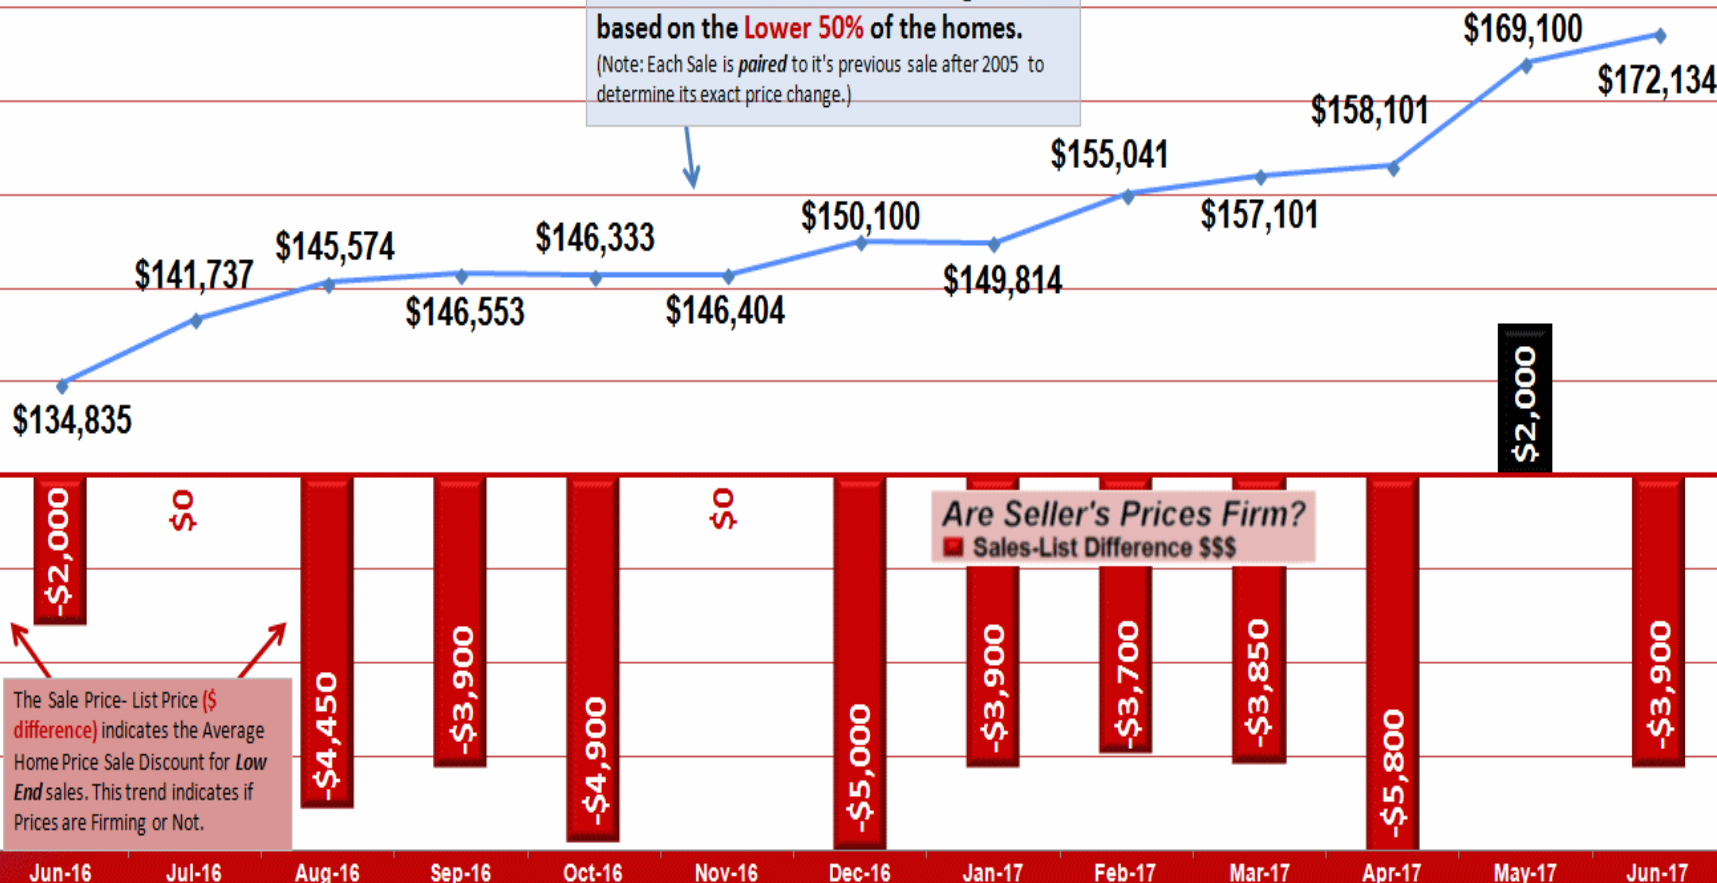 based on the Lower 50% of the homes.
(Note: Each Sale is paired to it's previous sale after 2005 to
determine its exact price change.)
$134,835
$141,737
$145,574
$146,553
$146,333
$146,404
$150,100
$149,814
$155,041
$157,101
$158,101
$169,100
$172,134
-$2,000
$0
-$4,450
-$3,900
-$4,900
$0
-$5,000
-$3,900
-$3,700
-$3,850
-$5,800
$2,000
-$3,900
Are Seller's Prices Firm?
Sales-List Difference $$$
The Sale Price- List Price ($
difference) indicates the Average
Home Price Sale Discount for Low
End sales. This trend indicates if
Prices are Firming or Not.
Jun-16
Jul-16
Aug-16
Sep-16
Oct-16
Nov-16
Dec-16
Jan-17
Feb-17
Mar-17
Apr-17
May-17
Jun-17